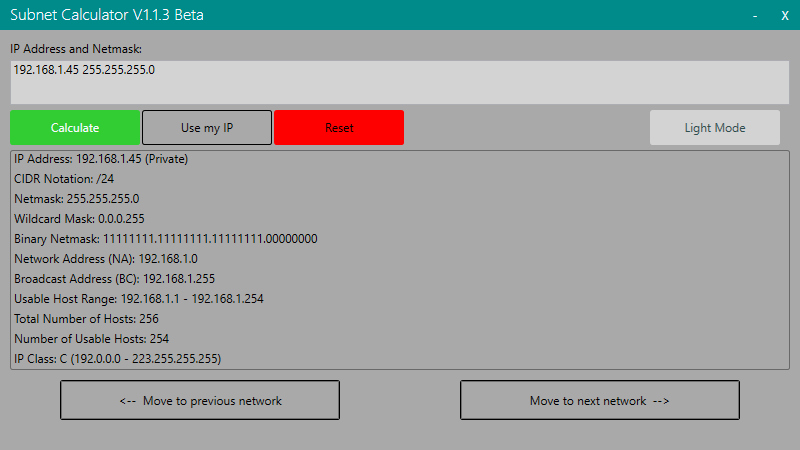 Subnet Calculator V.1.1.3 Beta - X
IP Address and Netmask:
192.168.1.45 255.255.255.0
Calculate Use my IP Reset Light Mode
IP Address: 192.168.1.45 (Private)
CIDR Notation: /24
Netmask: 255.255.255.0
Wildcard Mask: 0.0.0.255
Binary Netmask: 11111111.11111111.11111111.00000000
Network Address (NA): 192.168.1.0
Broadcast Address (BC): 192.168.1.255
Usable Host Range: 192.168.1.1 - 192.168.1.254
Total Number of Hosts: 256
Number of Usable Hosts: 254
IP Class: C (192.0.0.0 - 223.255.255.255)
<-- Move to previous network Move to next network -->